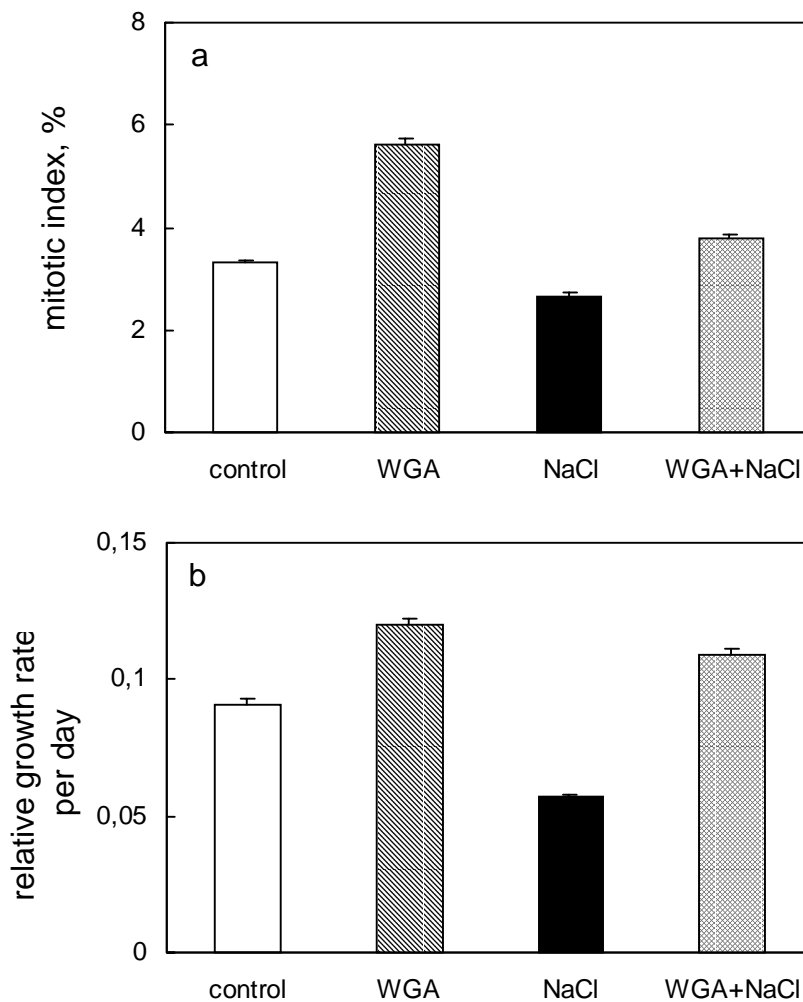 a
mitotic index, %
8
6
4
2
0
control WGA NaCl WGA+NaCl
b
relative growth rate
per day
0,15
0,1
0,05
0
control WGA NaCl WGA+NaCl